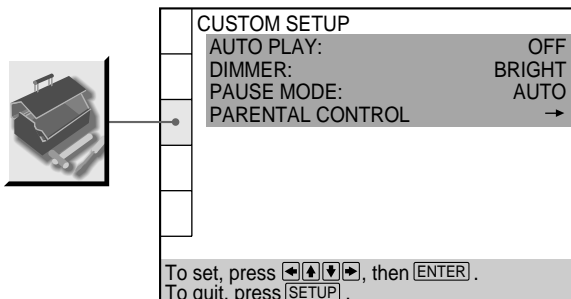 CUSTOM SETUP
AUTO PLAY: OFF
DIMMER: BRIGHT
PAUSE MODE: AUTO
PARENTAL CONTROL →
To set, press ←↑↓→, then ENTER.
To quit, press SETUP.